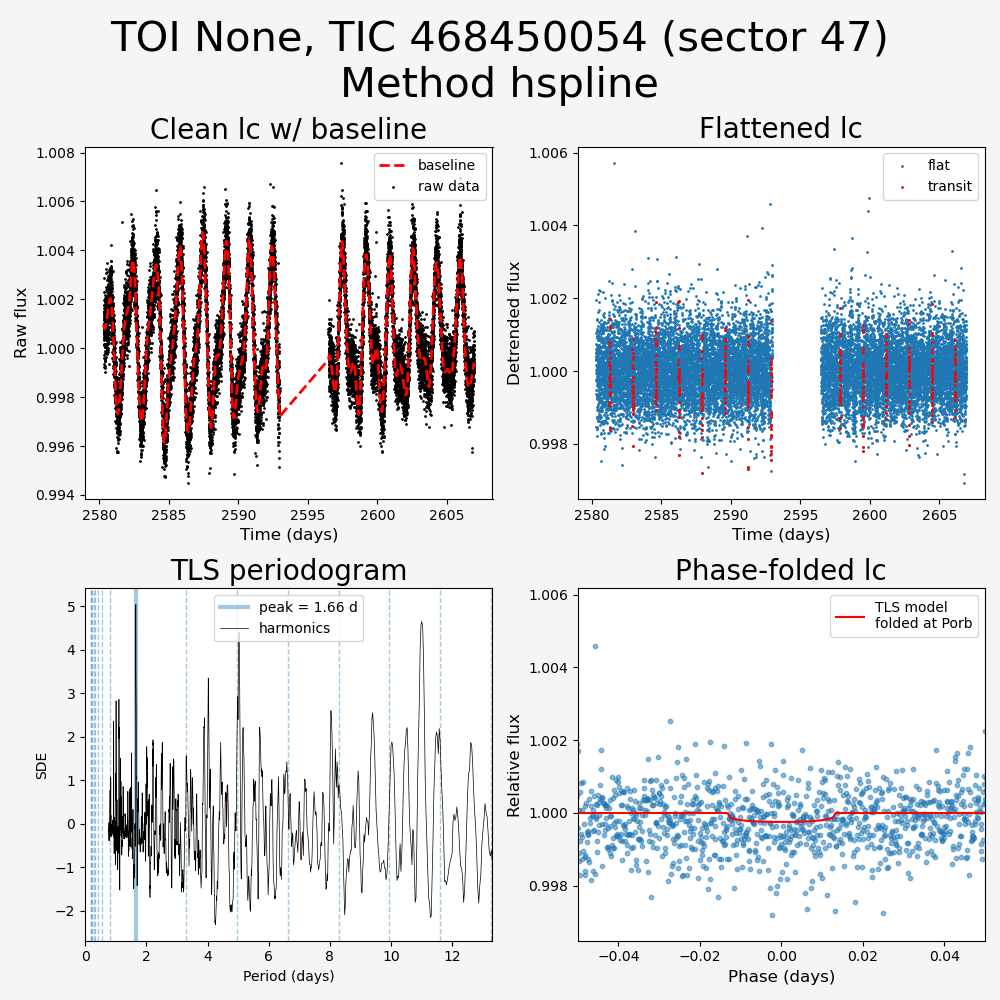 TOI None, TIC 468450054 (sector 47)
Method hspline
Clean lc w/ baseline
Raw flux
1.008
1.006
1.004
1.002
1.000
0.998
0.996
0.994
baseline
raw data
2580 2585 2590 2595 2600 2605
Time (days)
Flattened lc
Detrended flux
1.006
1.004
1.002
1.000
0.998
flat
transit
2580 2585 2590 2595 2600 2605
Time (days)
TLS periodogram
SDE
5
4
3
2
1
0
−1
−2
peak = 1.66 d
harmonics
0 2 4 6 8 10 12
Period (days)
Phase-folded lc
Relative flux
1.006
1.004
1.002
1.000
0.998
TLS model
folded at Porb
−0.04 −0.02 0.00 0.02 0.04
Phase (days)